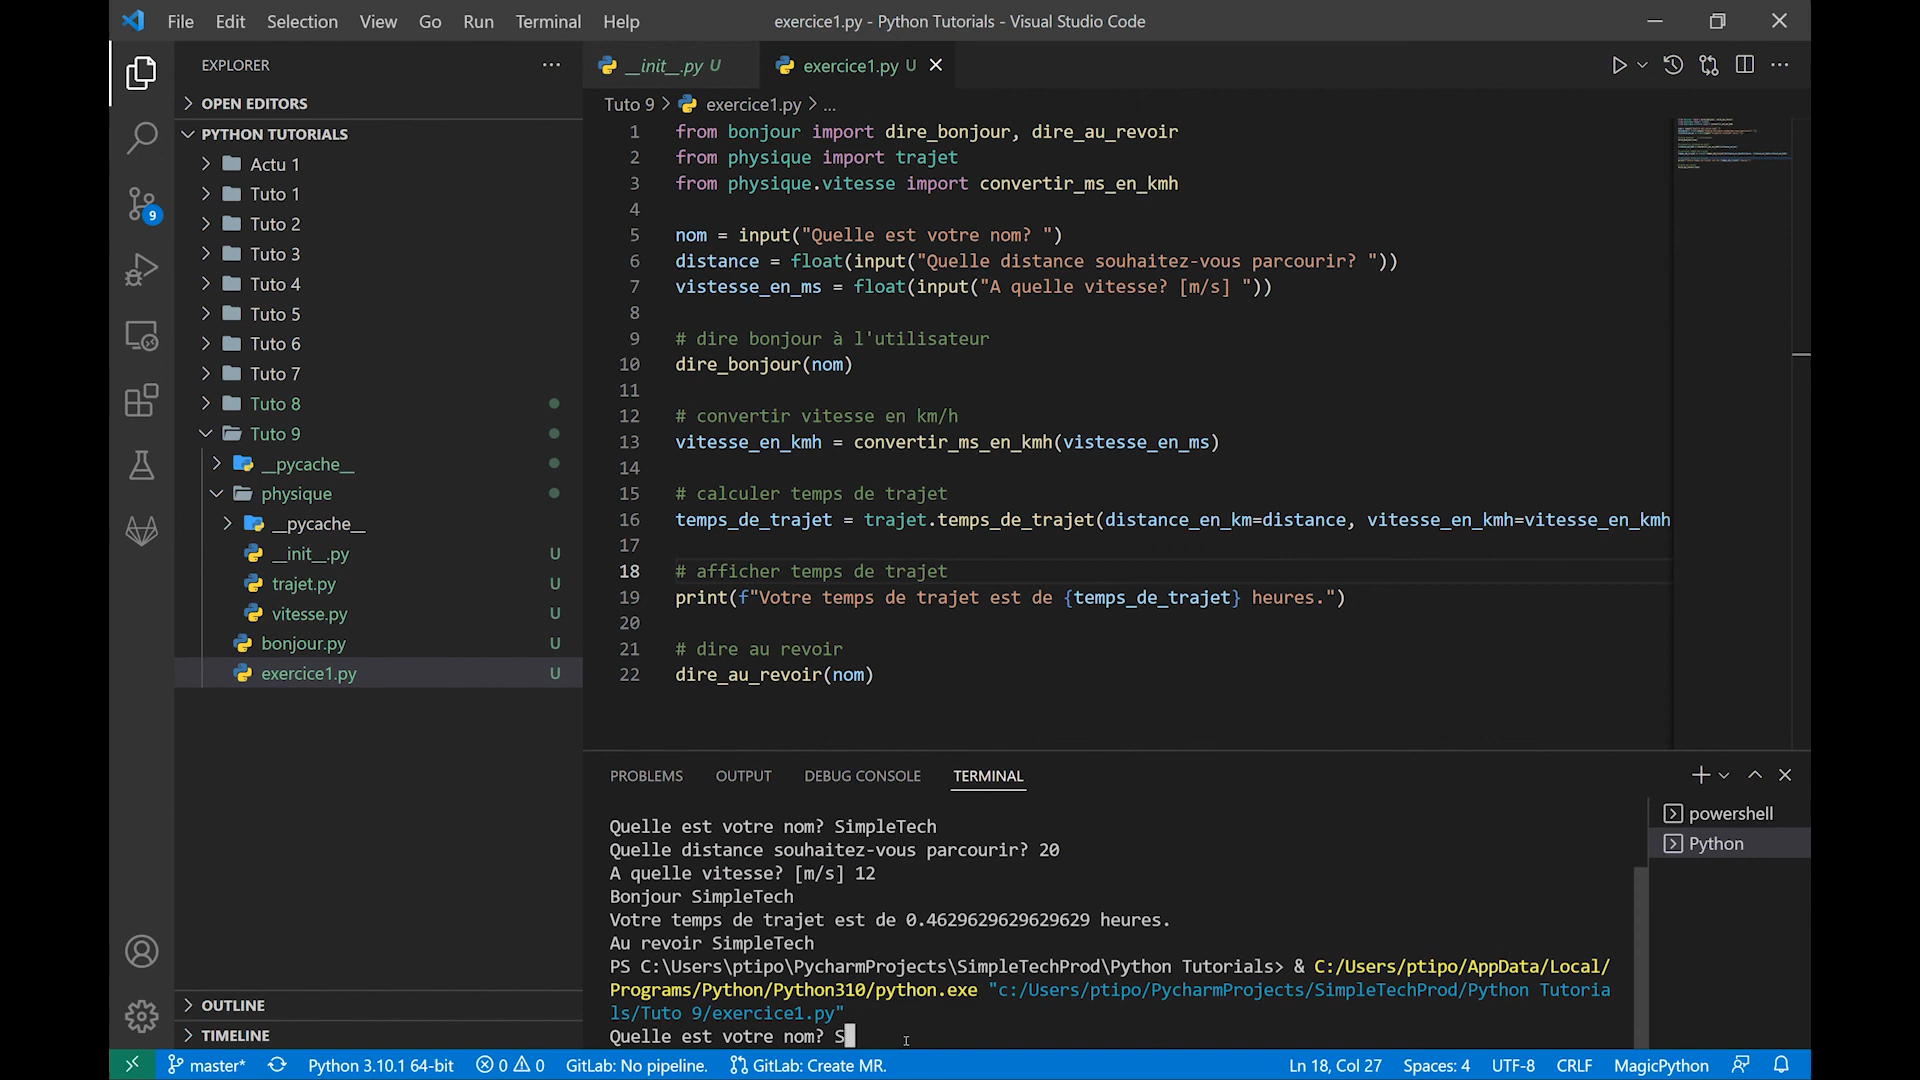 File Edit Selection View Go Run Terminal Help
exercice1.py - Python Tutorials - Visual Studio Code
EXPLORER
OPEN EDITORS
PYTHON TUTORIALS
Actu 1
Tuto 1
Tuto 2
Tuto 3
Tuto 4
Tuto 5
Tuto 6
Tuto 7
Tuto 8
Tuto 9
__pycache__
physique
__pycache__
__init__.py U
trajet.py U
vitesse.py U
bonjour.py U
exercice1.py U
OUTLINE
TIMELINE
9
__init__.py U
exercice1.py U
Tuto 9 > exercice1.py > ...
1 from bonjour import dire_bonjour, dire_au_revoir
2 from physique import trajet
3 from physique.vitesse import convertir_ms_en_kmh
4
5 nom = input("Quelle est votre nom? ")
6 distance = float(input("Quelle distance souhaitez-vous parcourir? "))
7 vistesse_en_ms = float(input("A quelle vitesse? [m/s] "))
8
9 # dire bonjour à l'utilisateur
10 dire_bonjour(nom)
11
12 # convertir vitesse en km/h
13 vitesse_en_kmh = convertir_ms_en_kmh(vistesse_en_ms)
14
15 # calculer temps de trajet
16 temps_de_trajet = trajet.temps_de_trajet(distance_en_km=distance, vitesse_en_kmh=vitesse_en_kmh
17
18 # afficher temps de trajet
19 print(f"Votre temps de trajet est de {temps_de_trajet} heures.")
20
21 # dire au revoir
22 dire_au_revoir(nom)
PROBLEMS OUTPUT DEBUG CONSOLE TERMINAL
Quelle est votre nom? SimpleTech
Quelle distance souhaitez-vous parcourir? 20
A quelle vitesse? [m/s] 12
Bonjour SimpleTech
Votre temps de trajet est de 0.4629629629629629 heures.
Au revoir SimpleTech
PS C:\Users\ptipo\PycharmProjects\SimpleTechProd\Python Tutorials> & C:/Users/ptipo/AppData/Local/
Programs/Python/Python310/python.exe "c:/Users/ptipo/PycharmProjects/SimpleTechProd/Python Tutoria
ls/Tuto 9/exercice1.py"
Quelle est votre nom? S
powershell
Python
master* Python 3.10.1 64-bit 0 0 GitLab: No pipeline. GitLab: Create MR. Ln 18, Col 27 Spaces: 4 UTF-8 CRLF MagicPython